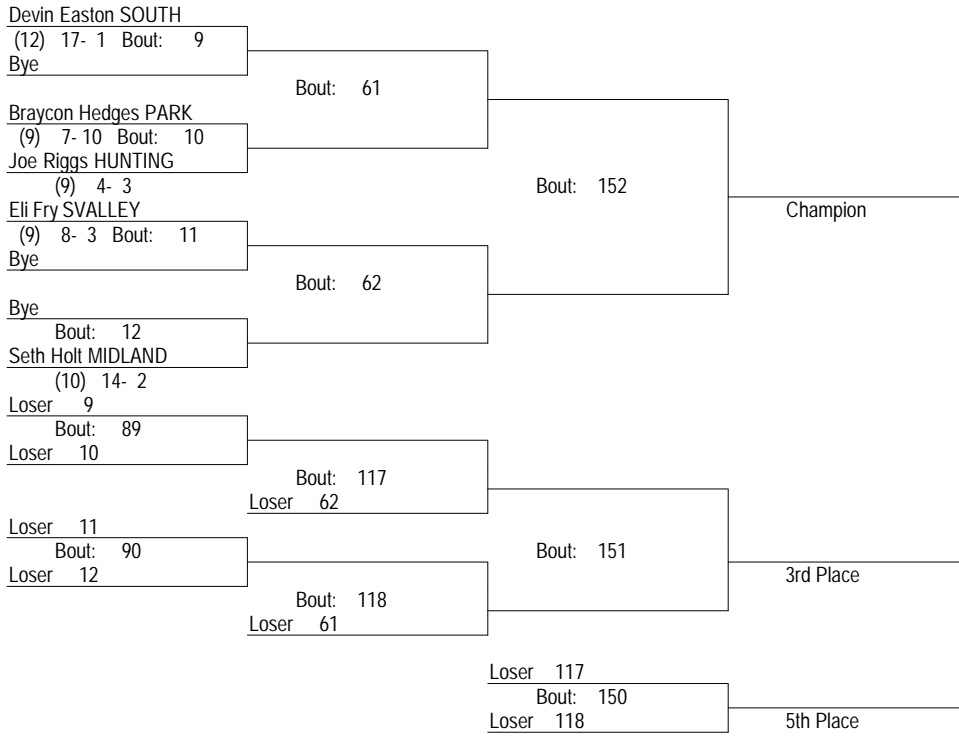 Devin Easton SOUTH
(12) 17- 1 Bout: 9
Bye
Bout: 61
Braycon Hedges PARK
(9) 7- 10 Bout: 10
Joe Riggs HUNTING
(9) 4- 3
Bout: 152
Eli Fry SVALLEY
Champion
(9) 8- 3 Bout: 11
Bye
Bout: 62
Bye
Bout: 12
Seth Holt MIDLAND
(10) 14- 2
Loser 9
Bout: 89
Loser 10
Bout: 117
Loser 62
Loser 11
Bout: 90
Bout: 151
Loser 12
3rd Place
Bout: 118
Loser 61
Loser 117
Bout: 150
Loser 118
5th Place